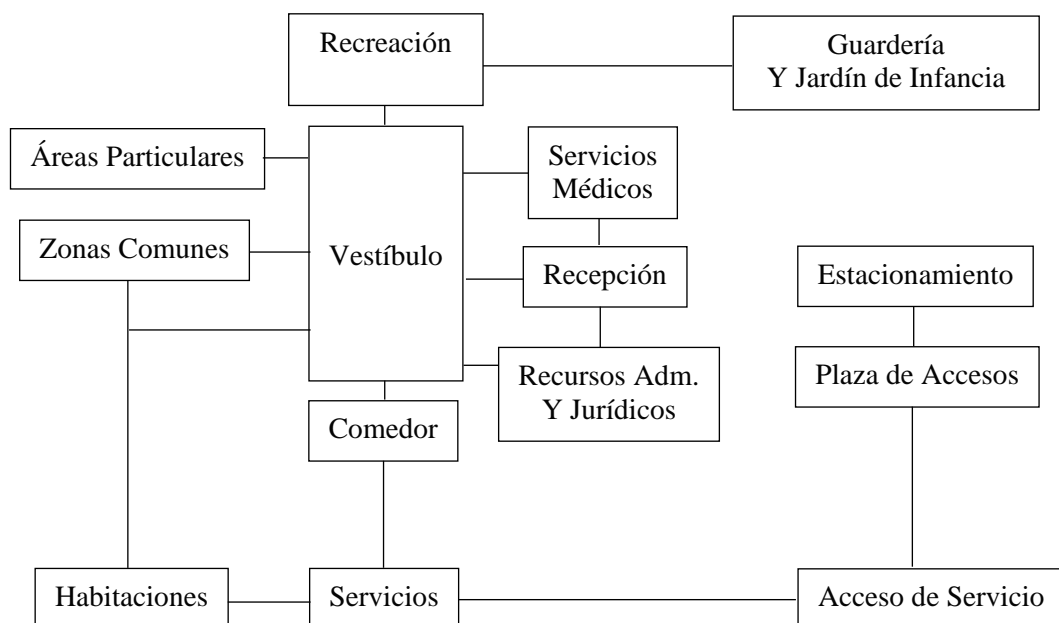 Recreación
Guardería
Y Jardín de Infancia
Áreas Particulares
Servicios
Médicos
Zonas Comunes
Vestíbulo
Recepción
Estacionamiento
Recursos Adm.
Y Jurídicos
Plaza de Accesos
Comedor
Habitaciones
Servicios
Acceso de Servicio